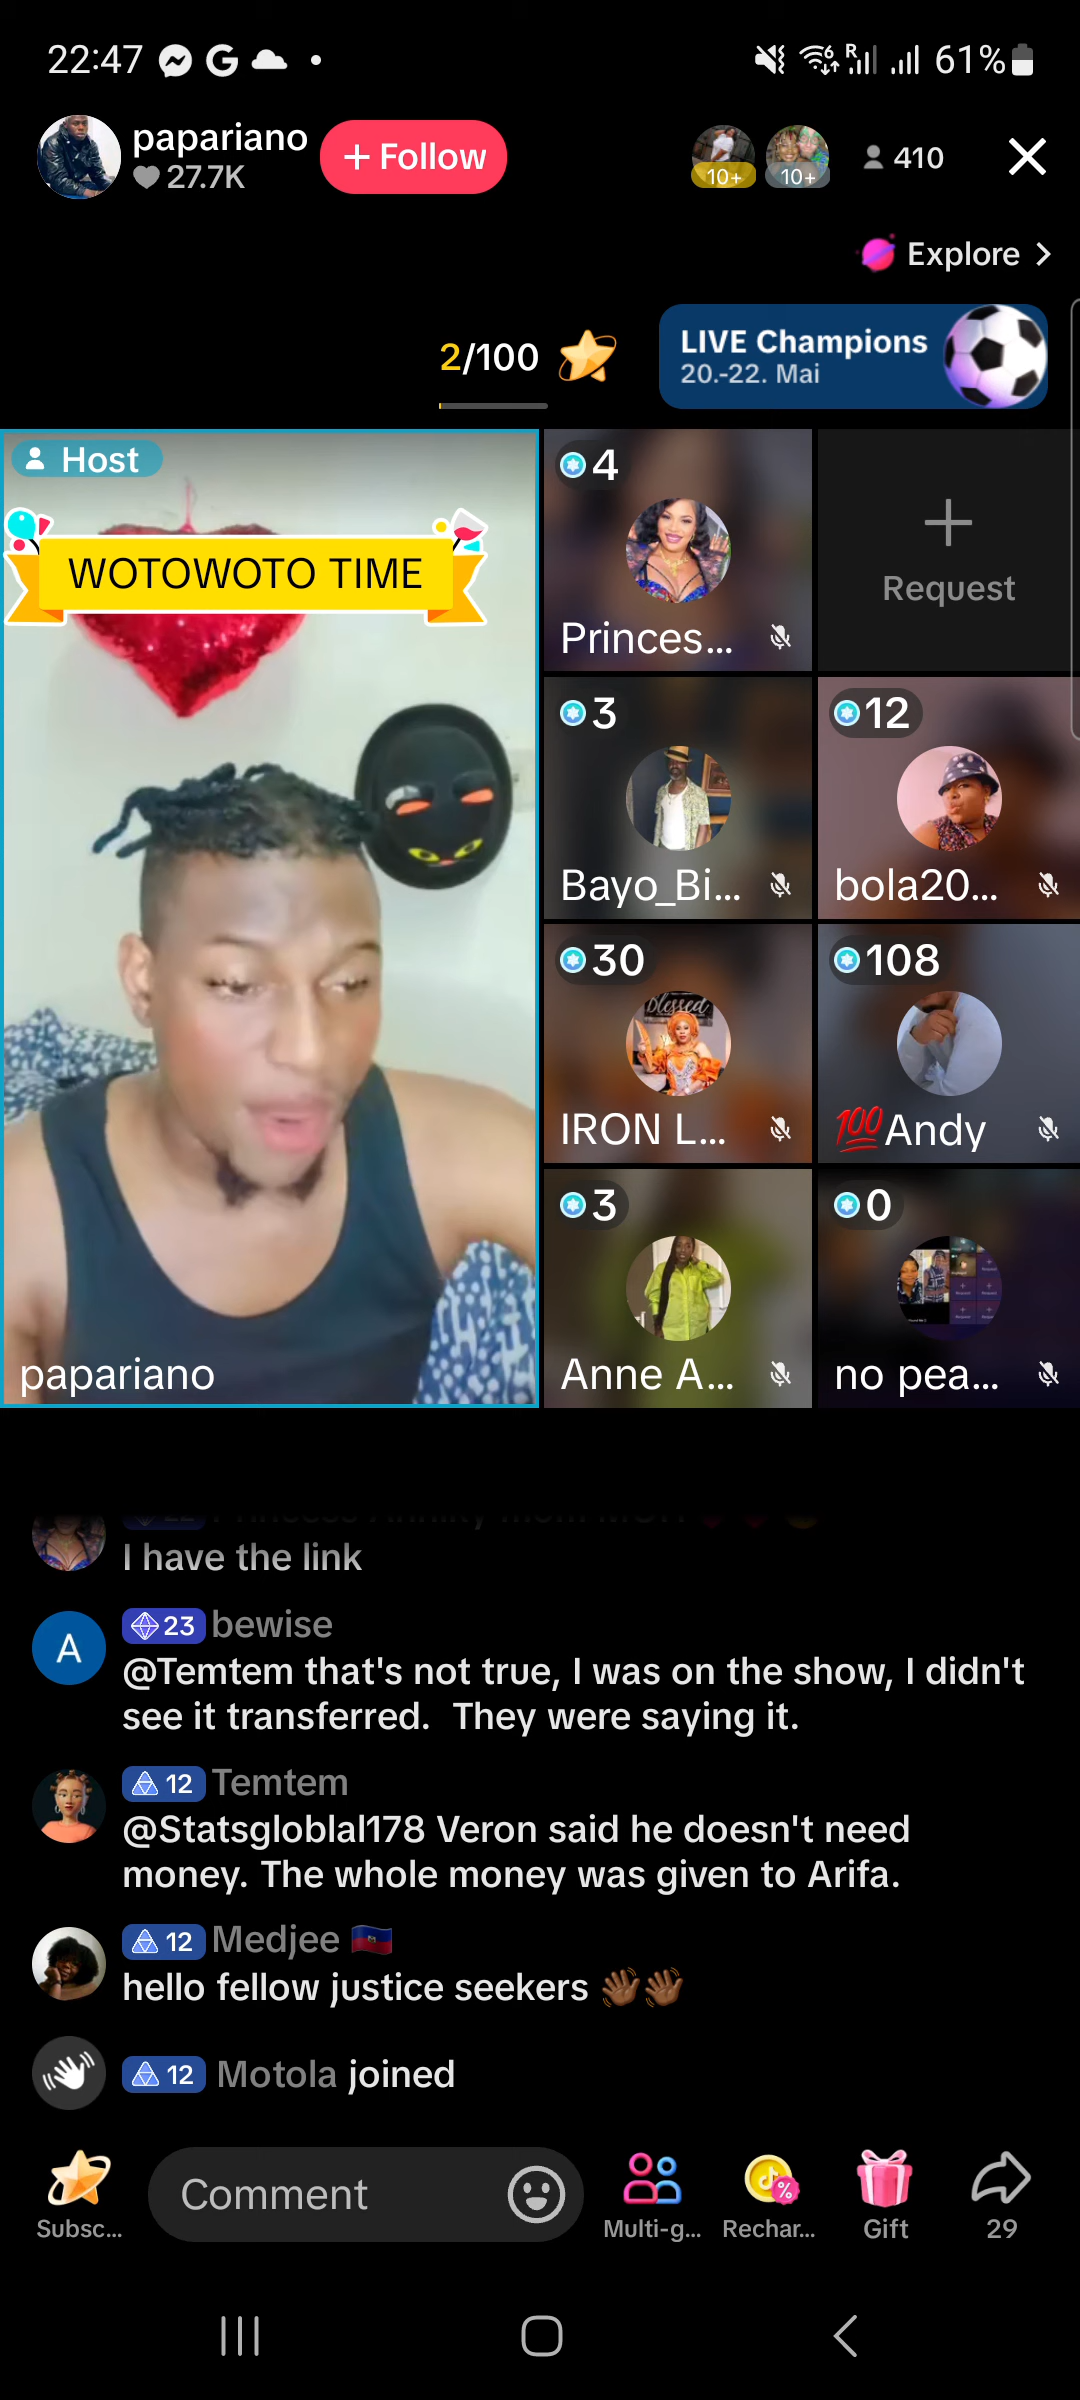 22:47
R
61%
papariano
27.7K
+ Follow
10+
10+
410
Explore >
2/100
LIVE Champions
20.-22. Mai
Host
WOTOWOTO TIME
papariano
4
Princes...
Request
3
Bayo_Bi...
12
bola20...
30
Blessed
IRON L...
108
💯Andy
3
Anne A...
0
no pea...
I have the link
A
23 bewise
@Temtem that's not true, I was on the show, I didn't
see it transferred. They were saying it.
12 Temtem
@Statsgloblal178 Veron said he doesn't need
money. The whole money was given to Arifa.
12 Medjee 🇭🇹
hello fellow justice seekers 👋🏾👋🏾
12 Motola joined
Subsc...
Comment
Multi-g...
Rechar...
Gift
29